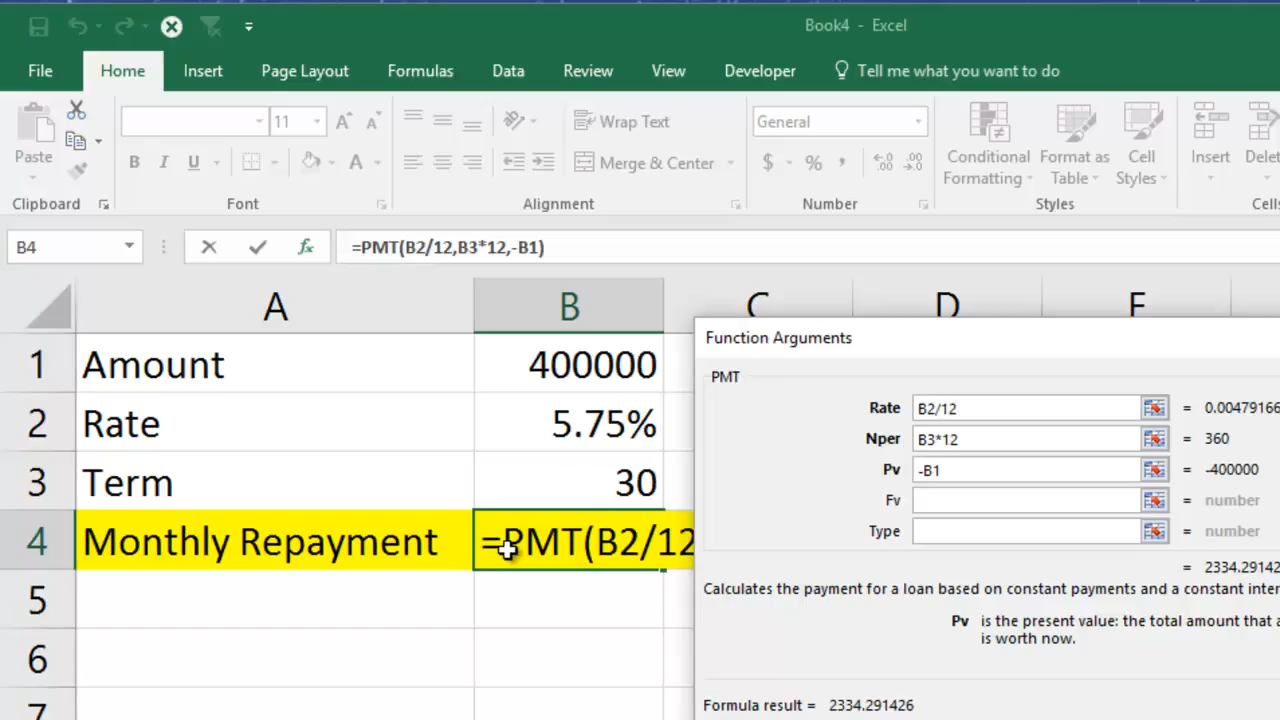 Book4 - Excel
File Home Insert Page Layout Formulas Data Review View Developer Tell me what you want to do
11 Wrap Text General
Paste B I U A $ % Merge & Center Conditional Formatting Format as Table Cell Styles Insert
Clipboard Font Alignment Number Styles
B4 fx =PMT(B2/12,B3*12,-B1)
A B C D
1 Amount 400000
2 Rate 5.75%
3 Term 30
4 Monthly Repayment =PMT(B2/12
5
6
7
Function Arguments
PMT
Rate B2/12 = 0.00479166
Nper B3*12 = 360
Pv -B1 = -400000
Fv = number
Type = number
= 2334.29142
Calculates the payment for a loan based on constant payments and a constant
Pv is the present value: the total amount that a
is worth now.
Formula result = 2334.291426